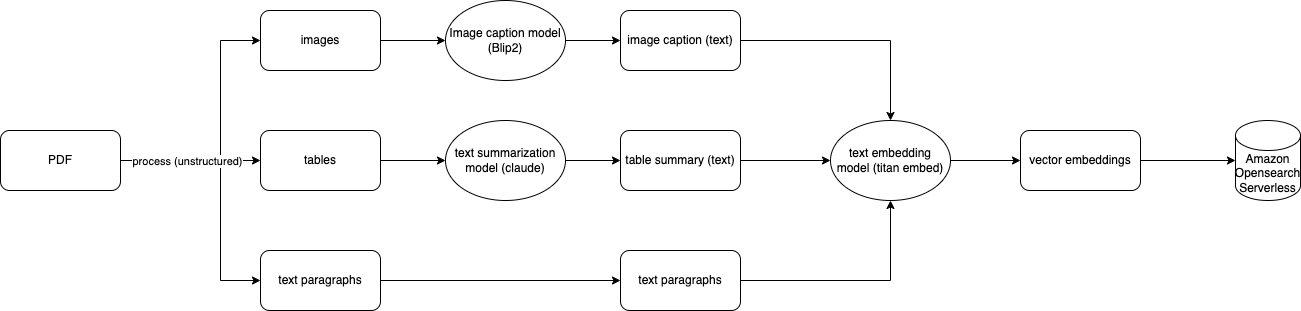 images
Image caption model
(Blip2)
image caption (text)
PDF
process (unstructured)
tables
text summarization
model (claude)
table summary (text)
text embedding
model (titan embed)
vector embeddings
Amazon
Opensearch
Serverless
text paragraphs
text paragraphs